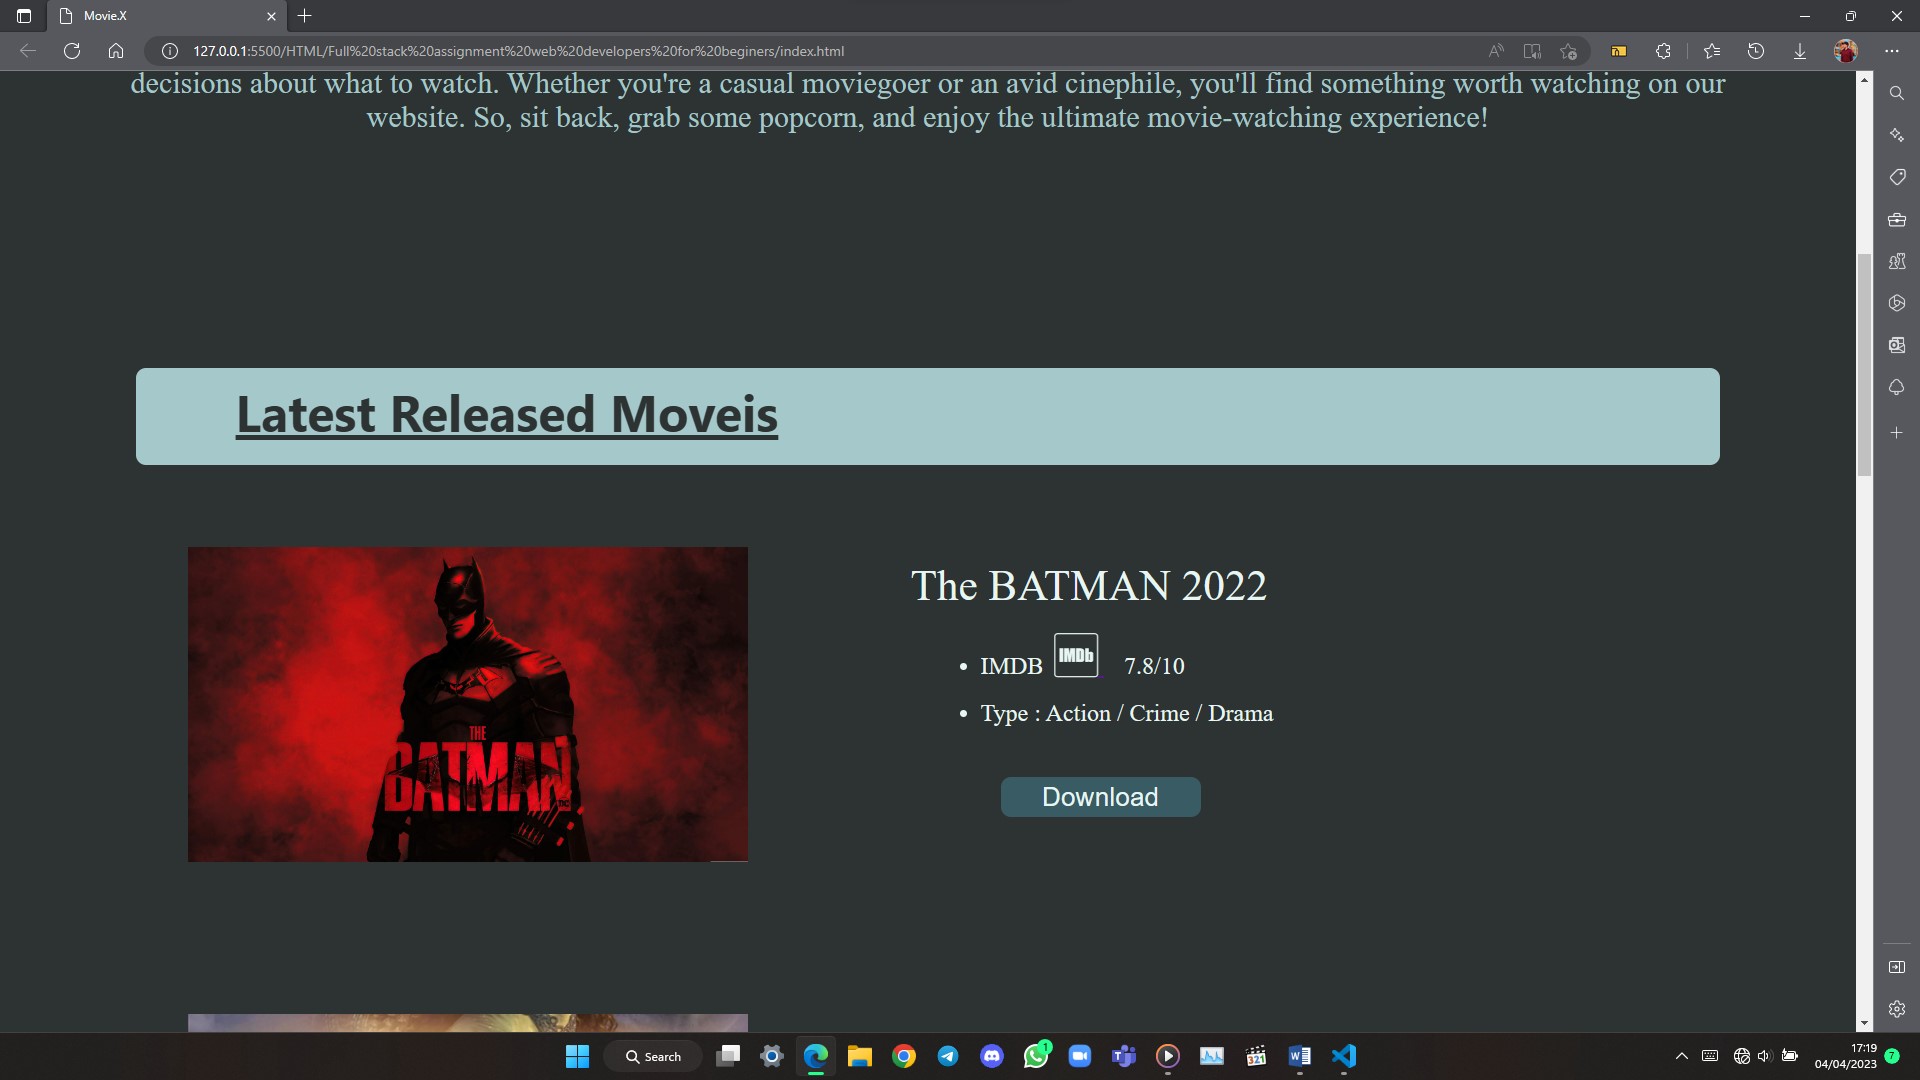 Movie.X
127.0.0.1:5500/HTML/Full%20stack%20assignment%20web%20developers%20for%20beginers/index.html
decisions about what to watch. Whether you're a casual moviegoer or an avid cinephile, you'll find something worth watching on our
website. So, sit back, grab some popcorn, and enjoy the ultimate movie-watching experience!
Latest Released Moveis
THE
BATMAN
DC
The BATMAN 2022
IMDB IMDb 7.8/10
Type : Action / Crime / Drama
Download
Search
1
321
17:19
04/04/2023
7